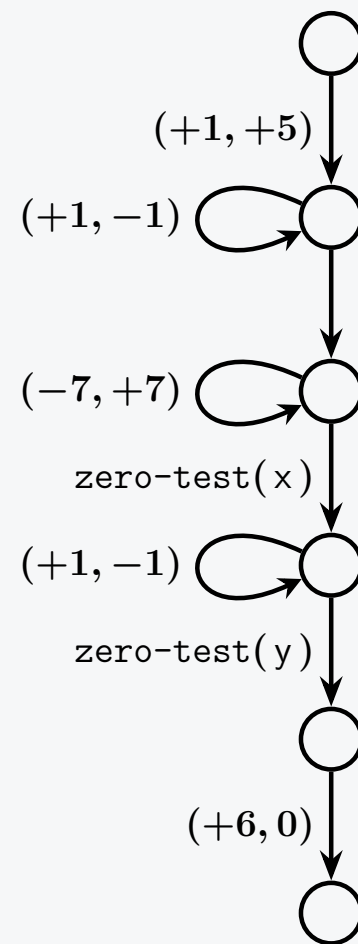 (+1, +5)
(+1, −1)
(−7, +7)
zero-test(x)
(+1, −1)
zero-test(y)
(+6, 0)